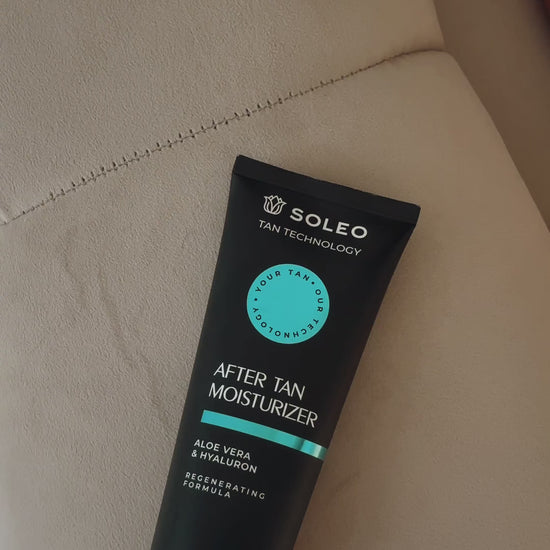 SOLEO
TAN TECHNOLOGY
YOUR TAN • OUR TECHNOLOGY •
AFTER TAN
MOISTURIZER
ALOE VERA
& HYALURON
REGENERATING
FORMULA